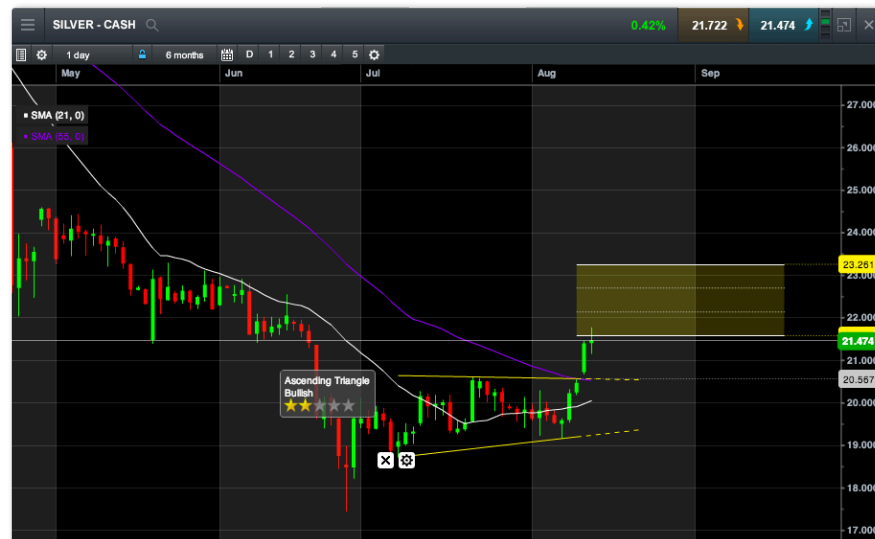 SILVER - CASH 0.42% 21.722 21.474
1 day 6 months D 1 2 3 4 5
May Jun Jul Aug Sep
SMA (21, 0)
SMA (55, 0)
27.000
26.000
25.000
24.000
23.261
23.000
22.000
21.474
21.000
20.567
20.000
19.000
18.000
17.000
Ascending Triangle
Bullish